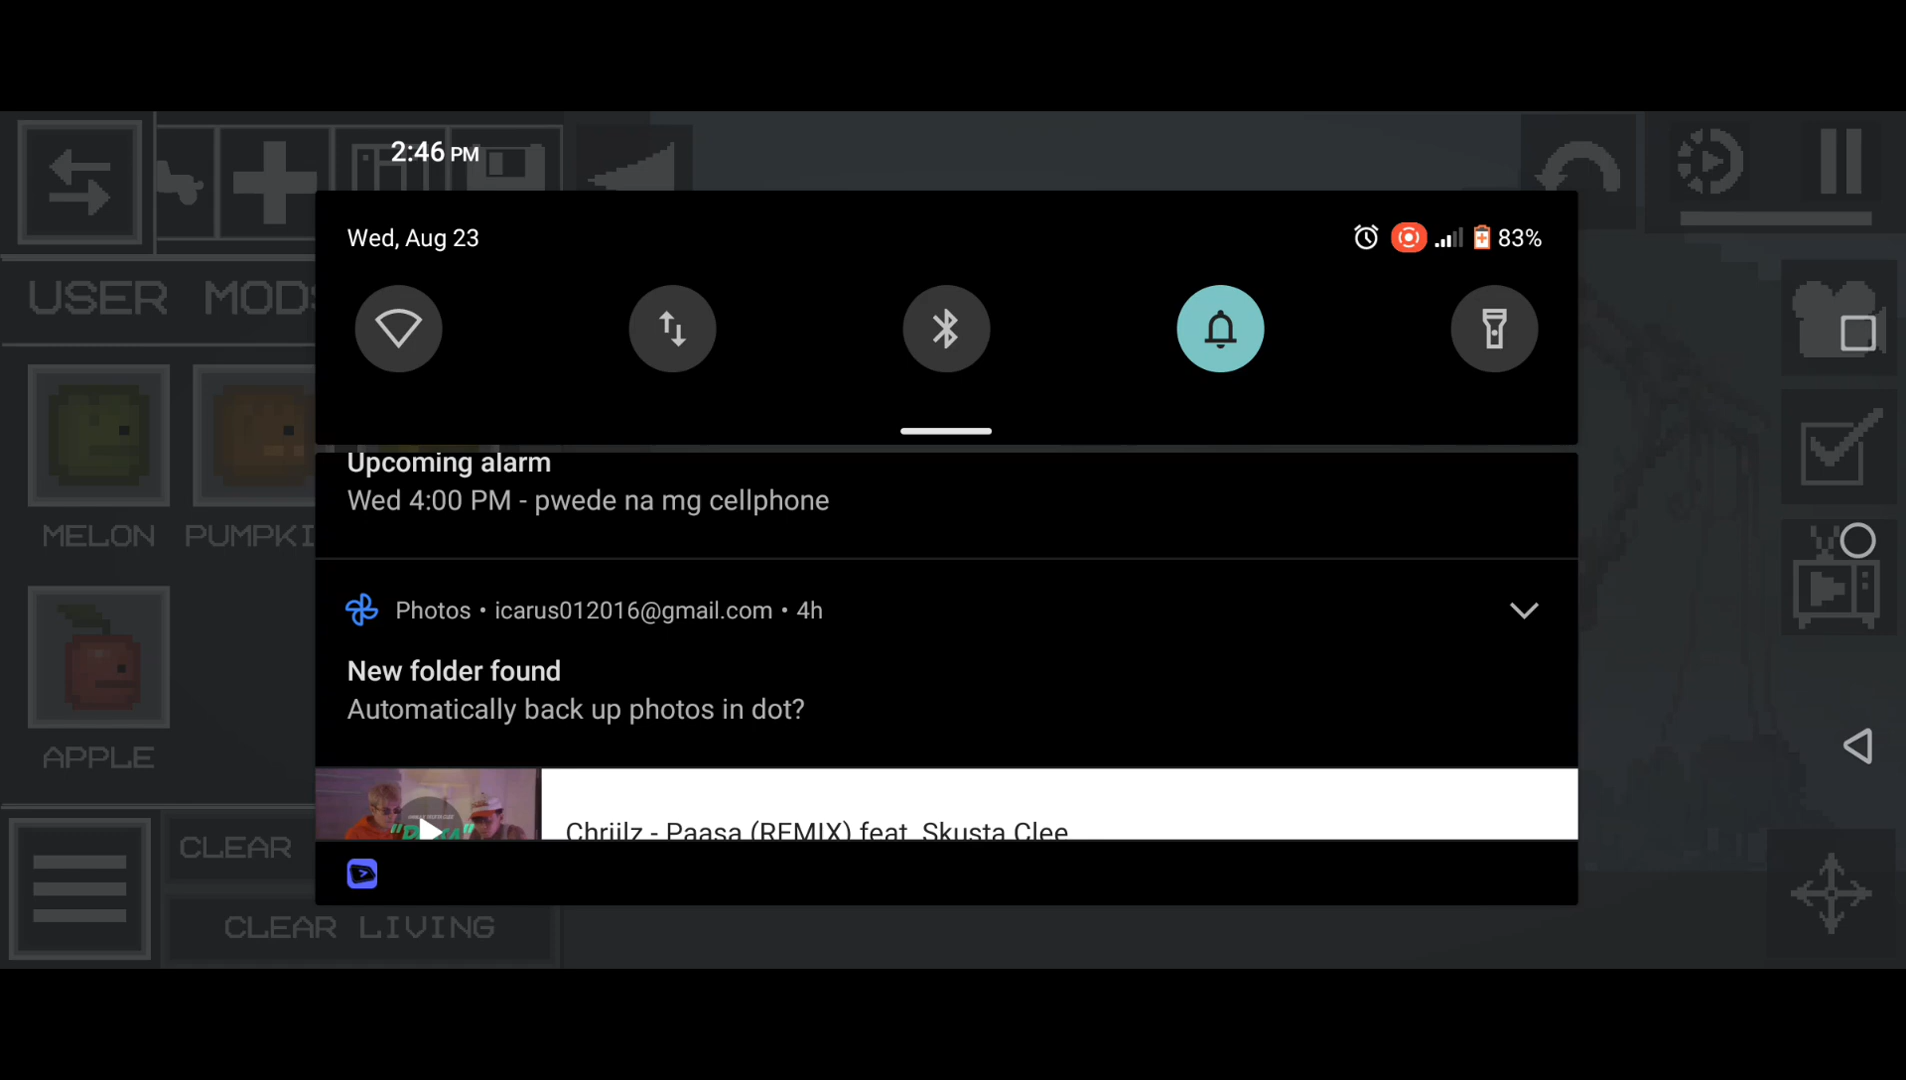 2:46 PM
Wed, Aug 23
83%
USER MODS
Upcoming alarm
Wed 4:00 PM - pwede na mg cellphone
MELON
PUMPKI
Photos • icarus012016@gmail.com • 4h
New folder found
Automatically back up photos in dot?
APPLE
Chriilz - Paasa (REMIX) feat. Skusta Clee
CLEAR
CLEAR LIVING